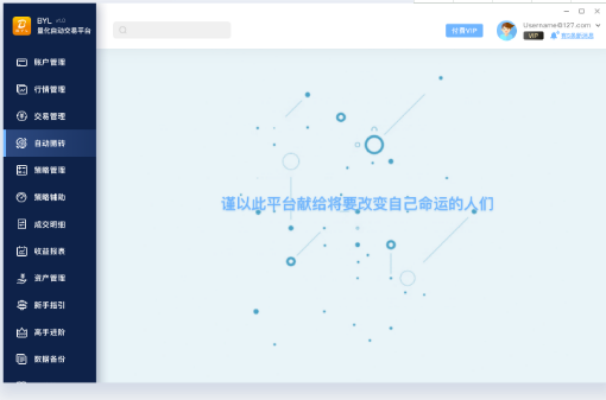 BYL v1.0
量化自动交易平台
付费VIP
Username@127.com
VIP
账户管理
行情管理
交易管理
自动搬砖
策略管理
策略辅助
成交明细
收益报表
资产管理
新手指引
高手进阶
数据备份
谨以此平台献给将要改变自己命运的人们